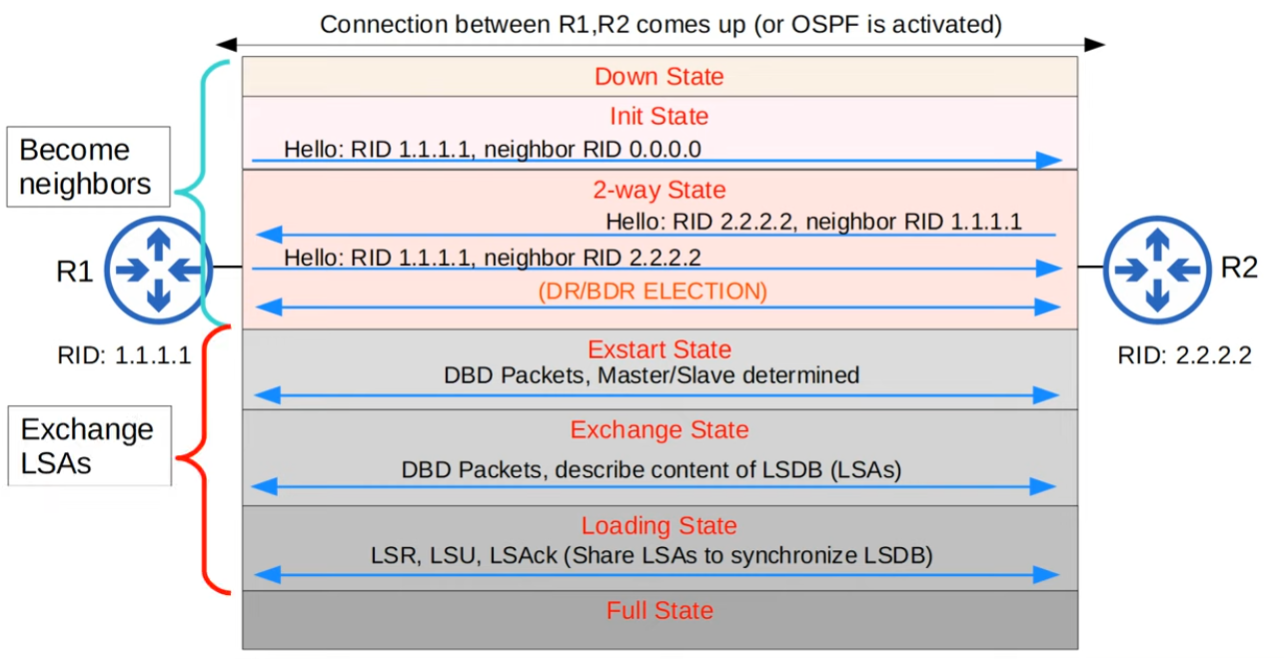 Connection between R1,R2 comes up (or OSPF is activated)
Down State
Init State
Hello: RID 1.1.1.1, neighbor RID 0.0.0.0
Become
neighbors
2-way State
Hello: RID 2.2.2.2, neighbor RID 1.1.1.1
Hello: RID 1.1.1.1, neighbor RID 2.2.2.2
(DR/BDR ELECTION)
R1
R2
RID: 1.1.1.1
RID: 2.2.2.2
Exstart State
DBD Packets, Master/Slave determined
Exchange
LSAs
Exchange State
DBD Packets, describe content of LSDB (LSAs)
Loading State
LSR, LSU, LSAck (Share LSAs to synchronize LSDB)
Full State